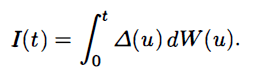 I(t) = ∫₀ᵗ Δ(u) dW(u).